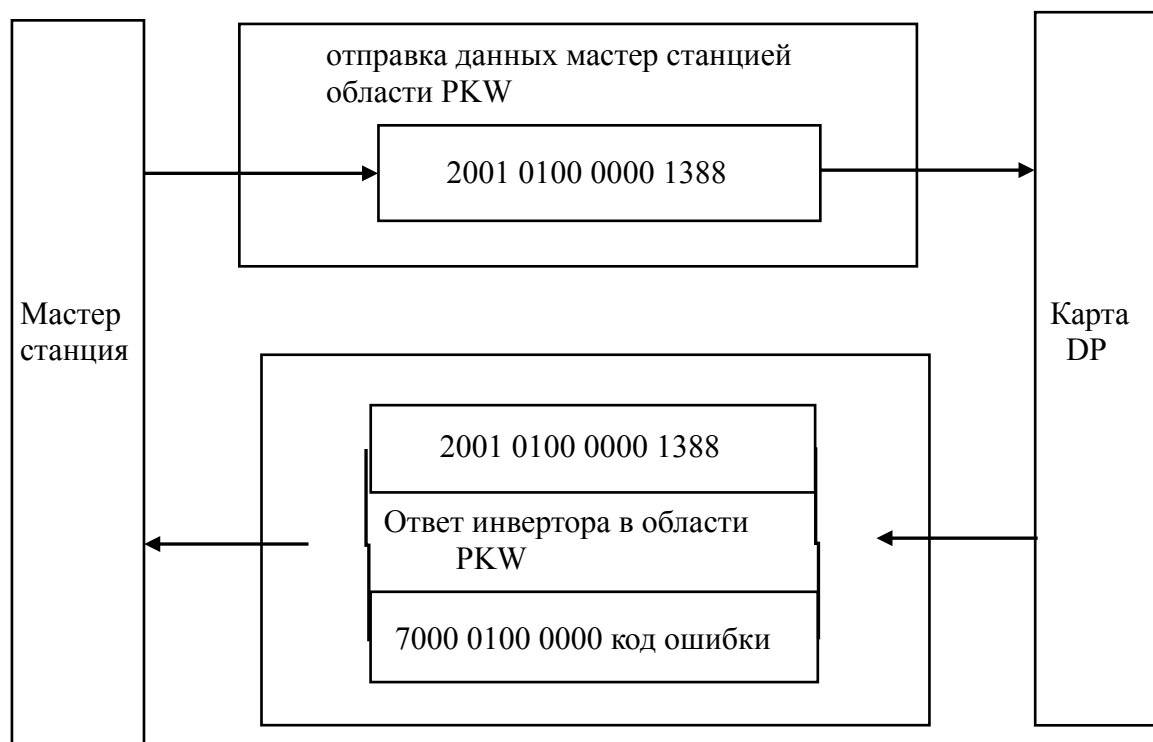 отправка данных мастер станцией
области PKW
2001 0100 0000 1388
Мастер
станция
Карта
DP
2001 0100 0000 1388
Ответ инвертора в области
PKW
7000 0100 0000 код ошибки